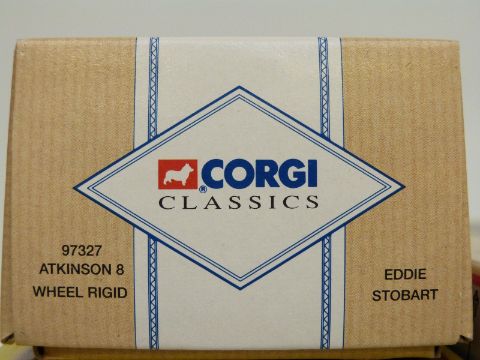 ®CORGI
CLASSICS
97327
ATKINSON 8
WHEEL RIGID
EDDIE
STOBART